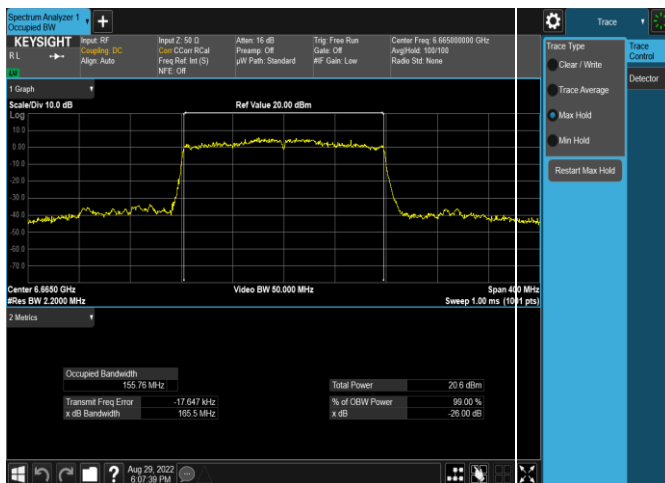 Spectrum Analyzer 1
Occupied BW
Trace
KEYSIGHT
R L
Input: RF
Coupling: DC
Align: Auto
Input Z: 50 Ω
Corr CCorr RCal
Freq Ref: Int (S)
NFE: Off
Atten: 16 dB
Preamp: Off
µW Path: Standard
Trig: Free Run
Gate: Off
#IF Gain: Low
Center Freq: 6.665000000 GHz
Avg|Hold: 100/100
Radio Std: None
Trace Type
Clear / Write
Trace Average
Max Hold
Min Hold
Restart Max Hold
Trace
Control
Detector
1 Graph
Scale/Div 10.0 dB
Ref Value 20.00 dBm
Log
10.0
0.00
-10.0
-20.0
-30.0
-40.0
-50.0
-60.0
-70.0
Center 6.6650 GHz
Video BW 50.000 MHz
Span 400 MHz
#Res BW 2.2000 MHz
Sweep 1.00 ms (1001 pts)
2 Metrics
Occupied Bandwidth
155.76 MHz
Total Power
20.6 dBm
Transmit Freq Error
-17.647 kHz
% of OBW Power
99.00 %
x dB Bandwidth
165.5 MHz
x dB
-26.00 dB
?
Aug 29, 2022
6:07:39 PM